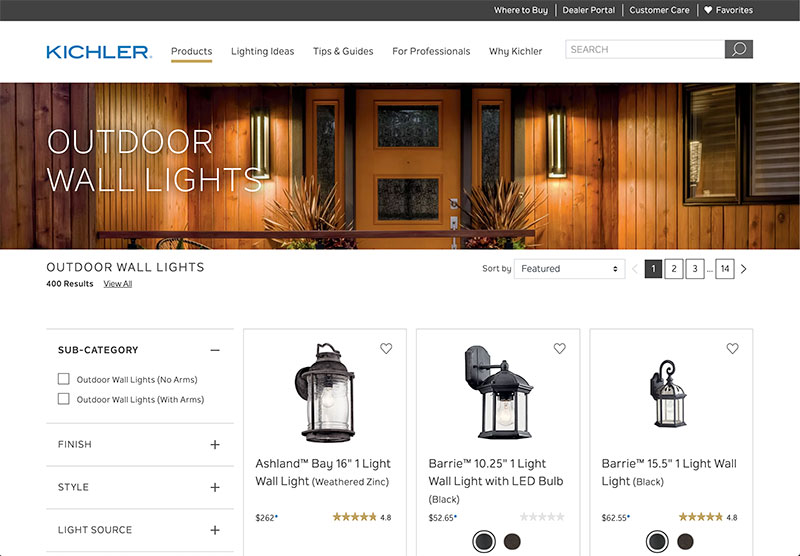 Where to Buy Dealer Portal Customer Care Favorites
KICHLER® Products Lighting Ideas Tips & Guides For Professionals Why Kichler SEARCH
OUTDOOR
WALL LIGHTS
OUTDOOR WALL LIGHTS
400 Results View All
Sort by Featured 1 2 3 ... 14
SUB-CATEGORY
Outdoor Wall Lights (No Arms)
Outdoor Wall Lights (With Arms)
FINISH
STYLE
LIGHT SOURCE
Ashland™ Bay 16" 1 Light
Wall Light (Weathered Zinc)
$262* 4.8
Barrie™ 10.25" 1 Light
Wall Light with LED Bulb
(Black)
$52.65*
Barrie™ 15.5" 1 Light Wall
Light (Black)
$62.55* 4.8